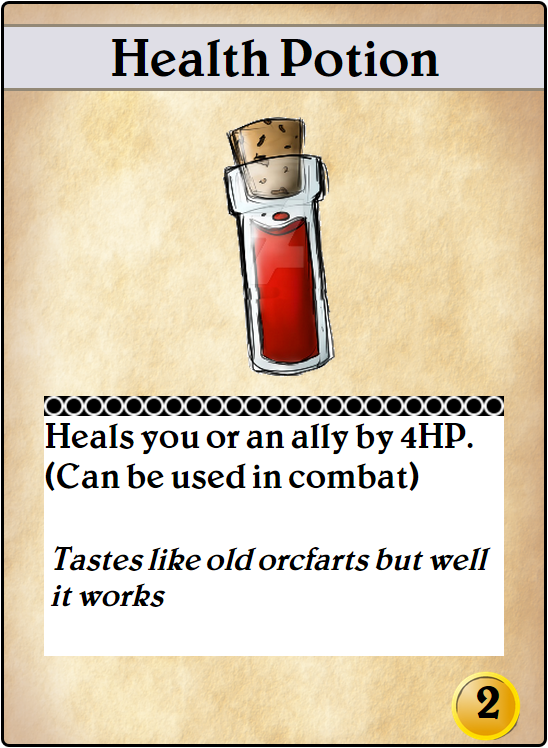 Health Potion
Heals you or an ally by 4HP.
(Can be used in combat)
Tastes like old orcfarts but well
it works
2